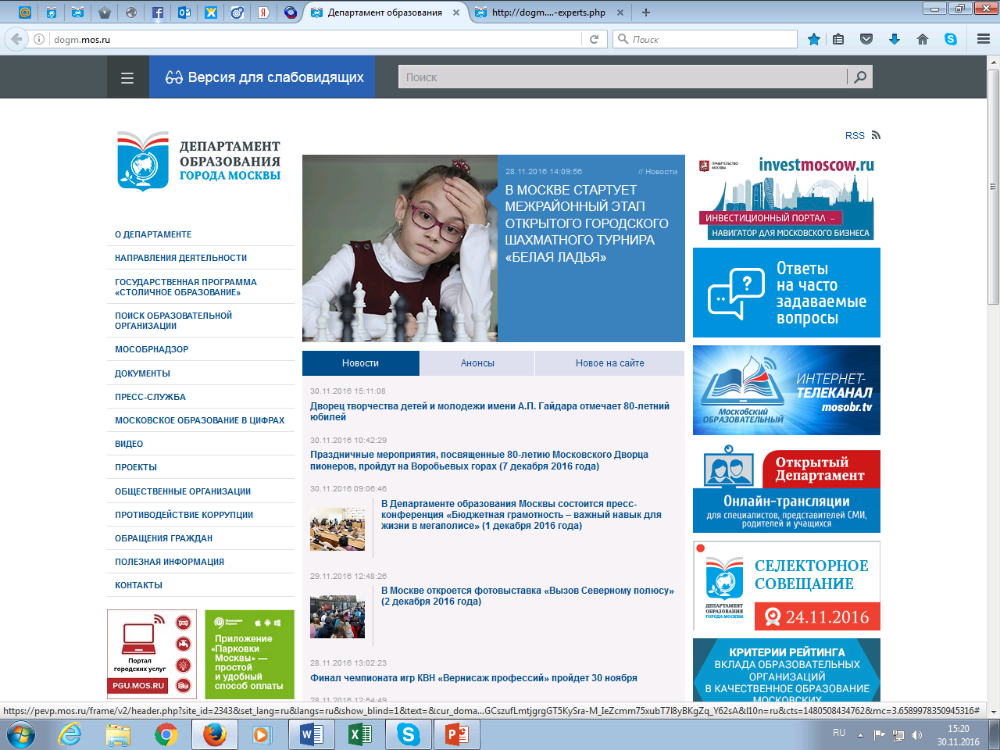 Департамент образования
http://dogm....-experts.php
dogm.mos.ru
Поиск
Версия для слабовидящих
Поиск
RSS
ДЕПАРТАМЕНТ
ОБРАЗОВАНИЯ
ГОРОДА МОСКВЫ
О ДЕПАРТАМЕНТЕ
НАПРАВЛЕНИЯ ДЕЯТЕЛЬНОСТИ
ГОСУДАРСТВЕННАЯ ПРОГРАММА
«СТОЛИЧНОЕ ОБРАЗОВАНИЕ»
ПОИСК ОБРАЗОВАТЕЛЬНОЙ
ОРГАНИЗАЦИИ
МОСОБРНАДЗОР
ДОКУМЕНТЫ
ПРЕСС-СЛУЖБА
МОСКОВСКОЕ ОБРАЗОВАНИЕ В ЦИФРАХ
ВИДЕО
ПРОЕКТЫ
ОБЩЕСТВЕННЫЕ ОРГАНИЗАЦИИ
ПРОТИВОДЕЙСТВИЕ КОРРУПЦИИ
ОБРАЩЕНИЯ ГРАЖДАН
ПОЛЕЗНАЯ ИНФОРМАЦИЯ
КОНТАКТЫ
Портал
городских услуг
PGU.MOS.RU
Приложение
«Парковки
Москвы» —
простой
и удобный
способ оплаты
28.11.2016 14:09:56
// Новости
В МОСКВЕ СТАРТУЕТ
МЕЖРАЙОННЫЙ ЭТАП
ОТКРЫТОГО ГОРОДСКОГО
ШАХМАТНОГО ТУРНИРА
«БЕЛАЯ ЛАДЬЯ»
Новости
Анонсы
Новое на сайте
30.11.2016 15:11:08
Дворец творчества детей и молодежи имени А.П. Гайдара отмечает 80-летний
юбилей
30.11.2016 10:42:29
Праздничные мероприятия, посвященные 80-летию Московского Дворца
пионеров, пройдут на Воробьевых горах (7 декабря 2016 года)
30.11.2016 09:06:46
В Департаменте образования Москвы состоится пресс-
конференция «Бюджетная грамотность – важный навык для
жизни в мегаполисе» (1 декабря 2016 года)
29.11.2016 12:48:26
В Москве откроется фотовыставка «Вызов Северному полюсу»
(2 декабря 2016 года)
28.11.2016 13:02:23
Финал чемпионата игр КВН «Вернисаж профессий» пройдет 30 ноября
28.11.2016 12:54:49
ПРАВИТЕЛЬСТВО
МОСКВЫ
investmoscow.ru
ИНВЕСТИЦИОННЫЙ ПОРТАЛ –
НАВИГАТОР ДЛЯ МОСКОВСКОГО БИЗНЕСА
Ответы
на часто
задаваемые
вопросы
ИНТЕРНЕТ-
ТЕЛЕКАНАЛ
mosobr.tv
Московский
ОБРАЗОВАТЕЛЬНЫЙ
Открытый
Департамент
Онлайн-трансляции
для специалистов, представителей СМИ,
родителей и учащихся
СЕЛЕКТОРНОЕ
СОВЕЩАНИЕ
ДЕПАРТАМЕНТ
ОБРАЗОВАНИЯ
ГОРОДА МОСКВЫ
24.11.2016
КРИТЕРИИ РЕЙТИНГА
ВКЛАДА ОБРАЗОВАТЕЛЬНЫХ
ОРГАНИЗАЦИЙ
В КАЧЕСТВЕННОЕ ОБРАЗОВАНИЕ
МОСКОВСКИХ
https://pevp.mos.ru/frame/v2/header.php?site_id=2343&set_lang=ru&langs=ru&show_blind=1&text=&cur_doma...GCszufLmtjgrgGT5KySra-M_IeZcmm75xubT7l8yBKgZq_Y62sA&l10n=ru&cts=1480508434762&mc=3.6589978350945316#
RU
15:20
30.11.2016